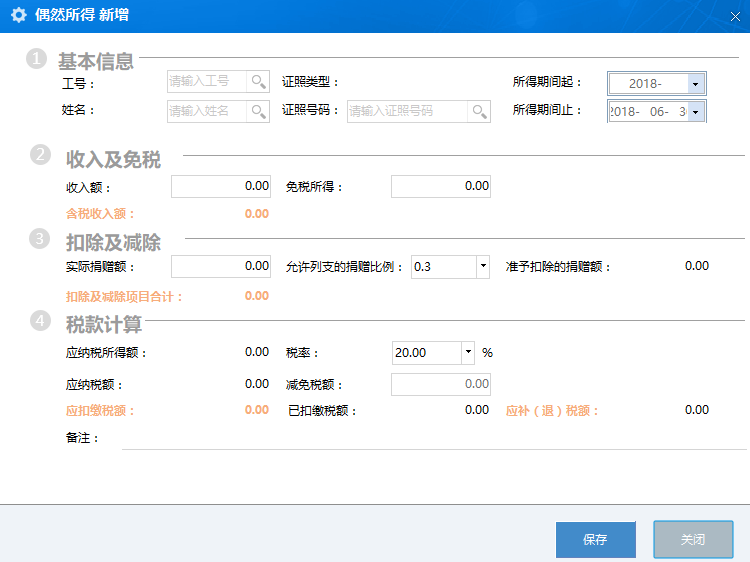 偶然所得 新增
1 基本信息
工号： 请输入工号 证照类型： 所得期间起： 2018-
姓名： 请输入姓名 证照号码： 请输入证照号码 所得期间止： 2018- 06- 3
2 收入及免税
收入额： 0.00 免税所得： 0.00
含税收入额： 0.00
3 扣除及减除
实际捐赠额： 0.00 允许列支的捐赠比例： 0.3 准予扣除的捐赠额： 0.00
扣除及减除项目合计： 0.00
4 税款计算
应纳税所得额： 0.00 税率： 20.00 %
应纳税额： 0.00 减免税额： 0.00
应扣缴税额： 0.00 已扣缴税额： 0.00 应补（退）税额： 0.00
备注：
保存 关闭